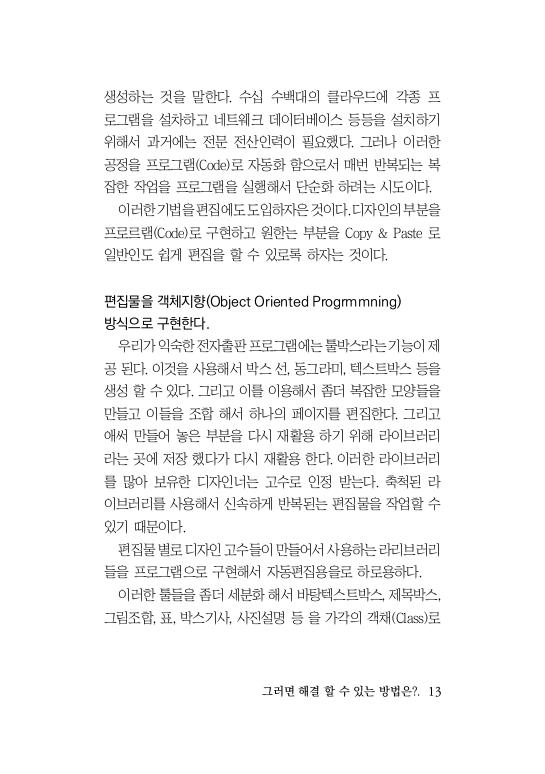 생성하는 것을 말한다. 수십 수백대의 클라우드에 각종 프
로그램을 설차하고 네트워크 데이터베이스 등등을 설치하기
위해서 과거에는 전문 전산인력이 필요했다. 그러나 이러한
공정을 프로그램(Code)로 자동화 함으로서 매번 반복되는 복
잡한 작업을 프로그램을 실행해서 단순화 하려는 시도이다.
이러한 기법을 편집에도 도입하자은 것이다. 디자인의 부분을
프로르램(Code)로 구현하고 원한는 부분을 Copy & Paste 로
일반인도 쉽게 편집을 할 수 있로록 하자는 것이다.
편집물을 객체지향(Object Oriented Progrmmning)
방식으로 구현한다.
우리가 익숙한 전자출판 프로그램에는 툴박스라는 기능이 제
공 된다. 이것을 사용해서 박스 선, 동그라미, 텍스트박스 등을
생성 할 수 있다. 그리고 이를 이용해서 좀더 복잡한 모양들을
만들고 이들을 조합 해서 하나의 페이지를 편집한다. 그리고
애써 만들어 놓은 부분을 다시 재활용 하기 위해 라이브러리
라는 곳에 저장 했다가 다시 재활용 한다. 이러한 라이브러리
를 많아 보유한 디자인너는 고수로 인정 받는다. 축척된 라
이브러리를 사용해서 신속하게 반복된는 편집물을 작업할 수
있기 때문이다.
편집물 별로 디자인 고수들이 만들어서 사용하는 라리브러리
들을 프로그램으로 구현해서 자동편집용을로 하로용하다.
이러한 툴들을 좀더 세분화 해서 바탕텍스트박스, 제목박스,
그림조합, 표, 박스기사, 사진설명 등 을 가각의 객채(Class)로
그러면 해결 할 수 있는 방법은?. 13